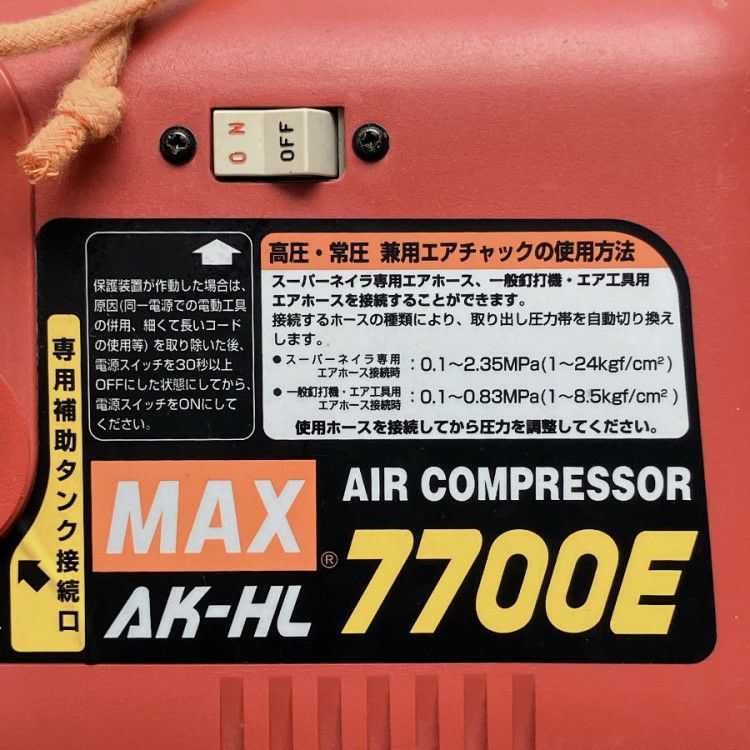 ON OFF
保護装置が作動した場合は、
原因(同一電源での電動工具
の併用、細くて長いコード
の使用等)を取り除いた後、
電源スイッチを30秒以上
OFFにした状態にしてから、
電源スイッチをONにして
ください。
高圧・常圧 兼用エアチャックの使用方法
スーパーネイラ専用エアホース、一般釘打機・エア工具用
エアホースを接続することができます。
接続するホースの種類により、取り出し圧力帯を自動切り換え
します。
●スーパーネイラ専用
エアホース接続時 :0.1～2.35MPa(1～24kgf/cm²)
●一般釘打機・エア工具用
エアホース接続時 :0.1～0.83MPa(1～8.5kgf/cm²)
使用ホースを接続してから圧力を調整してください。
専用補助タンク接続口
MAX®
AIR COMPRESSOR
AK-HL 7700E